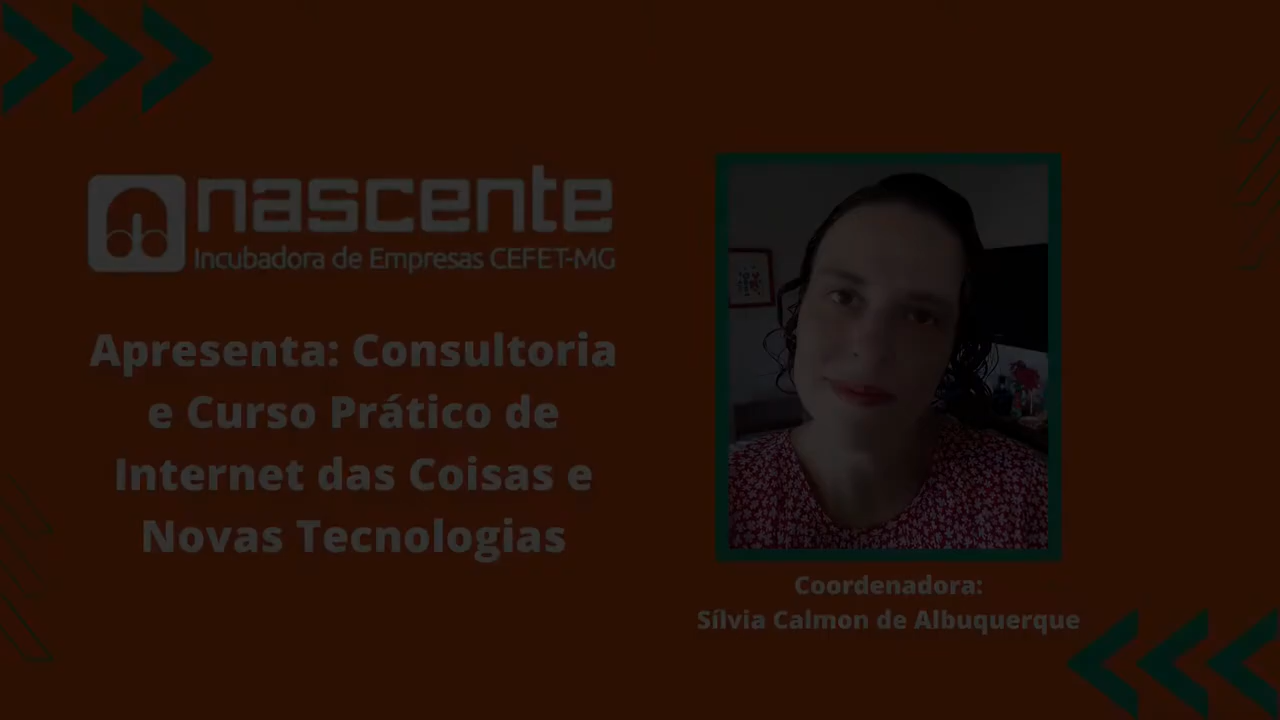 nascente
Incubadora de Empresas CEFET-MG
Apresenta: Consultoria
e Curso Prático de
Internet das Coisas e
Novas Tecnologias
Coordenadora:
Sílvia Calmon de Albuquerque